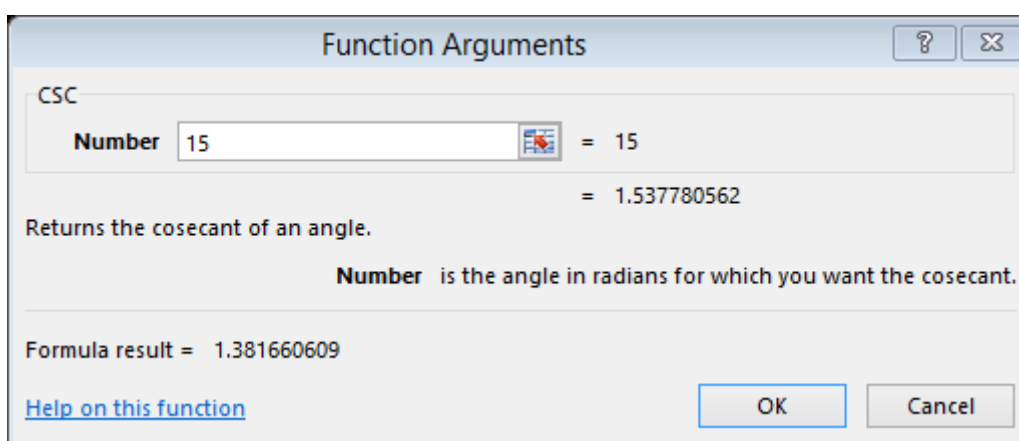 Function Arguments
CSC
Number 15 = 15
= 1.537780562
Returns the cosecant of an angle.
Number is the angle in radians for which you want the cosecant.
Formula result = 1.381660609
Help on this function OK Cancel